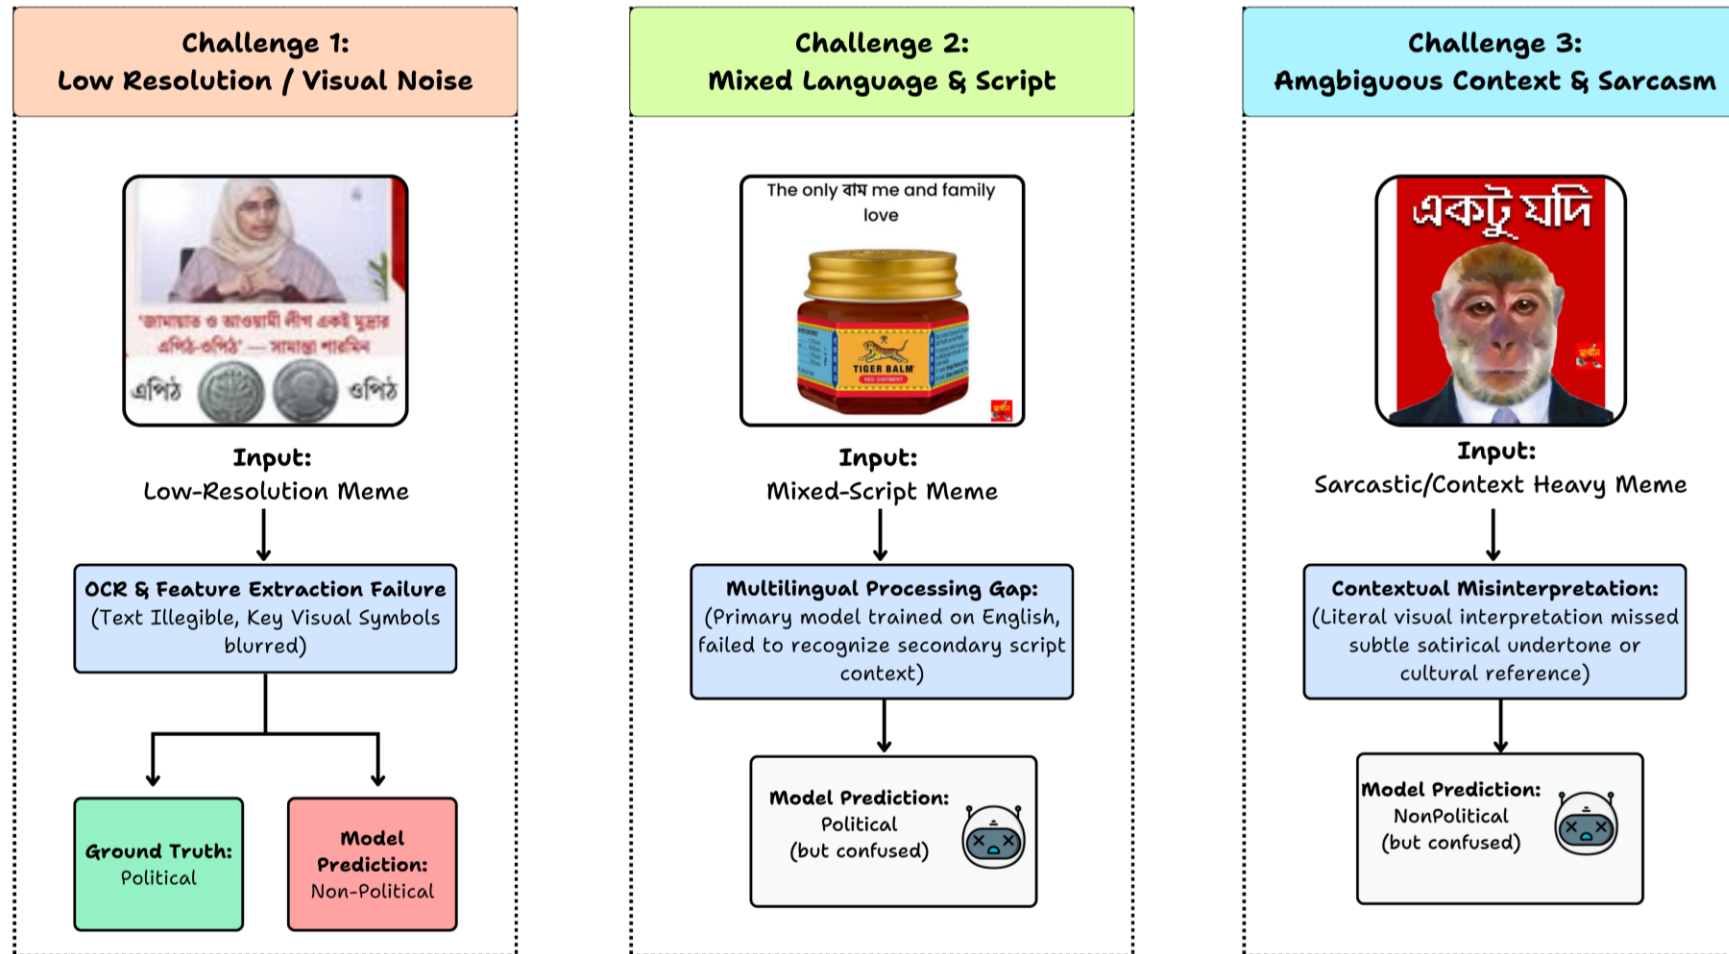 Challenge 1:
Low Resolution / Visual Noise
'জামায়াত ও আওয়ামী লীগ একই মুদ্রার
এপিঠ-ওপিঠ' — সামান্তা শারমিন
এপিঠ
ওপিঠ
Input:
Low-Resolution Meme
OCR & Feature Extraction Failure
(Text Illegible, Key Visual Symbols
blurred)
Ground Truth:
Political
Model
Prediction:
Non-Political
Challenge 2:
Mixed Language & Script
The only বাম me and family
love
TIGER BALM
RED OINTMENT
Input:
Mixed-Script Meme
Multilingual Processing Gap:
(Primary model trained on English,
failed to recognize secondary script
context)
Model Prediction:
Political
(but confused)
Challenge 3:
Amgbiguous Context & Sarcasm
একটু যদি
Input:
Sarcastic/Context Heavy Meme
Contextual Misinterpretation:
(Literal visual interpretation missed
subtle satirical undertone or
cultural reference)
Model Prediction:
NonPolitical
(but confused)